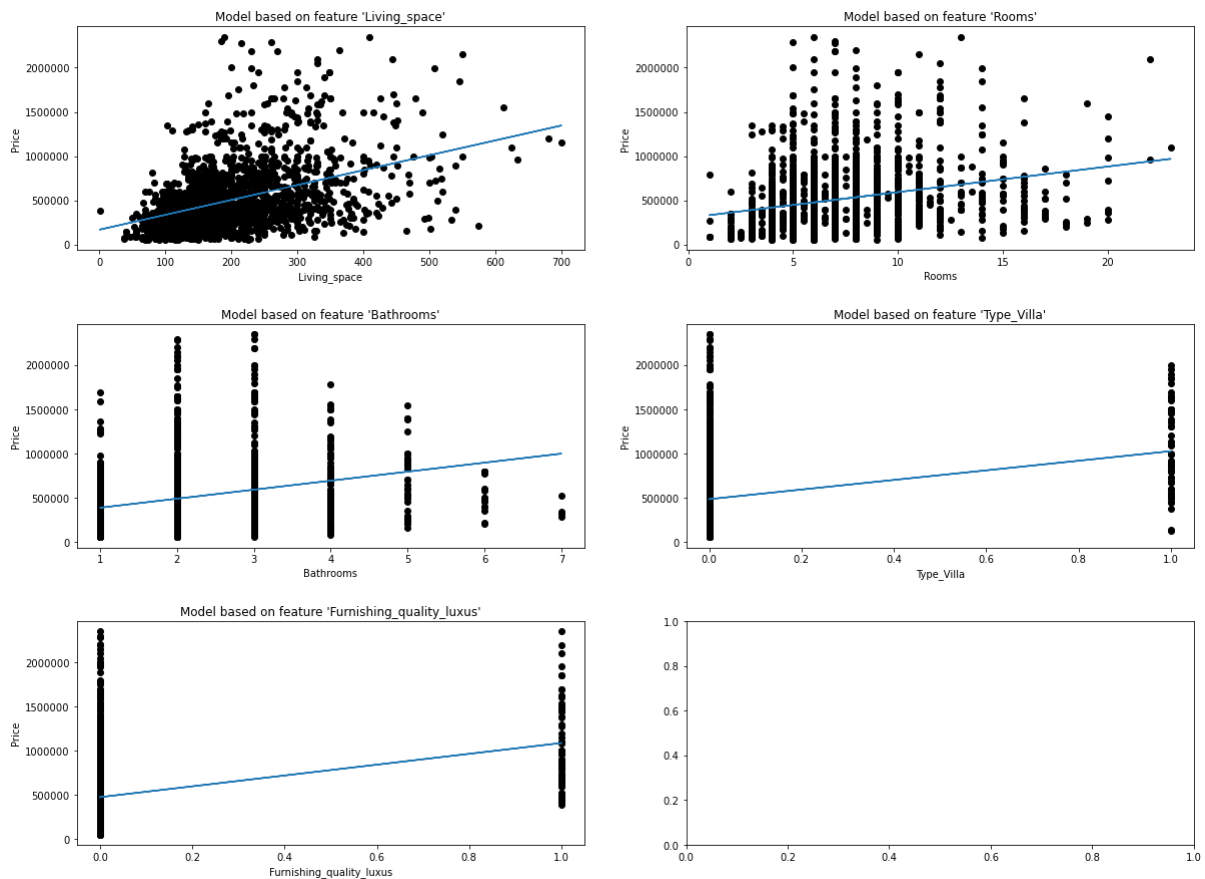 Model based on feature 'Living_space'
Price
2000000
1500000
1000000
500000
0
0 100 200 300 400 500 600 700
Living_space
Model based on feature 'Rooms'
Price
2000000
1500000
1000000
500000
0
0 5 10 15 20
Rooms
Model based on feature 'Bathrooms'
Price
2000000
1500000
1000000
500000
0
1 2 3 4 5 6 7
Bathrooms
Model based on feature 'Type_Villa'
Price
2000000
1500000
1000000
500000
0
0.0 0.2 0.4 0.6 0.8 1.0
Type_Villa
Model based on feature 'Furnishing_quality_luxus'
Price
2000000
1500000
1000000
500000
0
0.0 0.2 0.4 0.6 0.8 1.0
Furnishing_quality_luxus
1.0
0.8
0.6
0.4
0.2
0.0
0.0 0.2 0.4 0.6 0.8 1.0